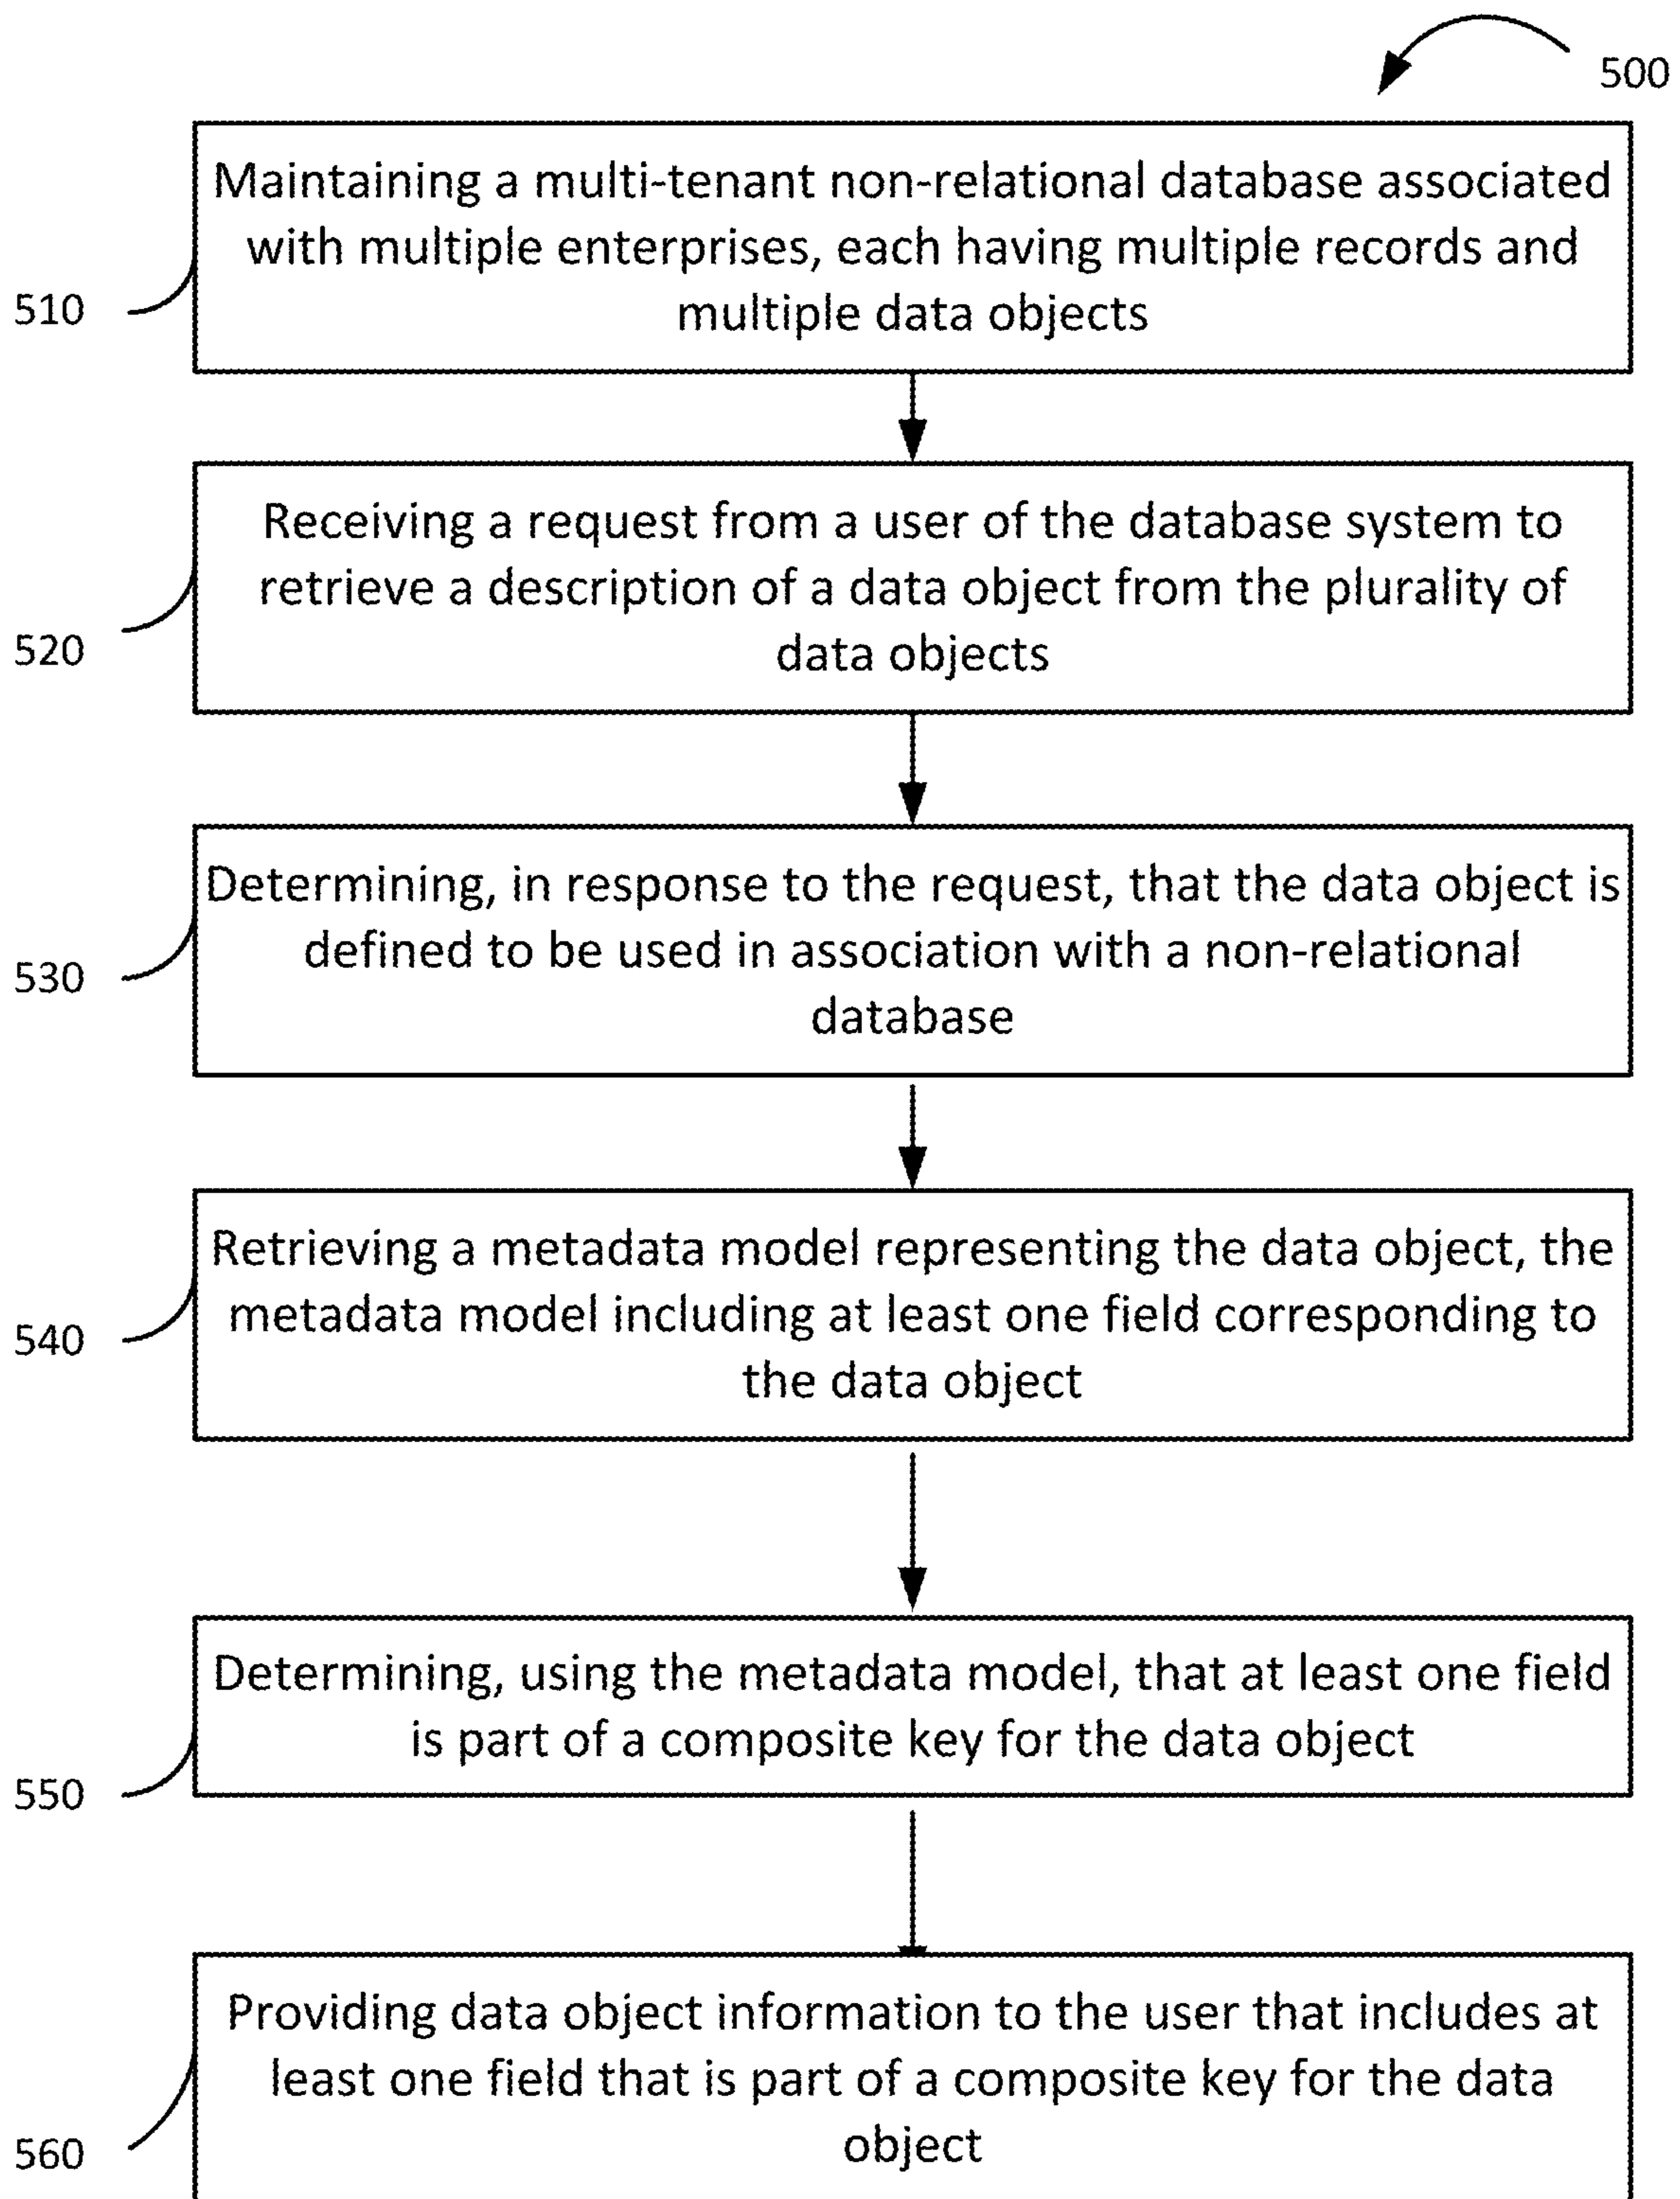 500
Maintaining a multi-tenant non-relational database associated
with multiple enterprises, each having multiple records and
multiple data objects
510
Receiving a request from a user of the database system to
retrieve a description of a data object from the plurality of
data objects
520
Determining, in response to the request, that the data object is
defined to be used in association with a non-relational
database
530
Retrieving a metadata model representing the data object, the
metadata model including at least one field corresponding to
the data object
540
Determining, using the metadata model, that at least one field
is part of a composite key for the data object
550
Providing data object information to the user that includes at
least one field that is part of a composite key for the data
object
560